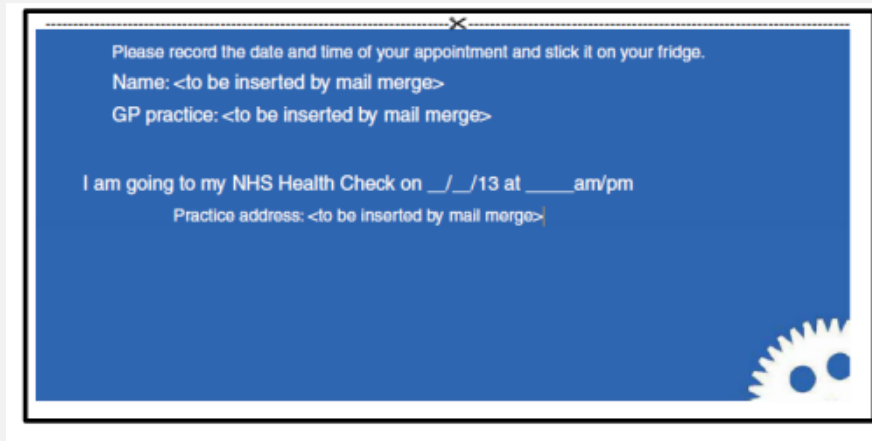 Please record the date and time of your appointment and stick it on your fridge.
Name: <to be inserted by mail merge>
GP practice: <to be inserted by mail merge>
I am going to my NHS Health Check on __/__/13 at _____am/pm
Practice address: <to be inserted by mail merge>